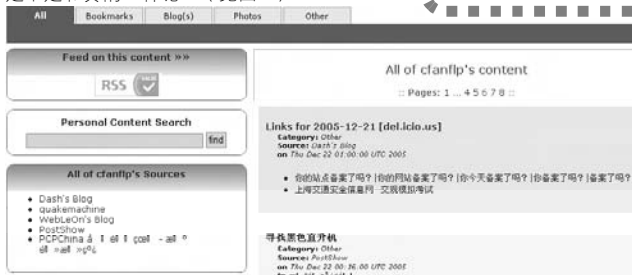 All Bookmarks Blog(s) Photos Other
Feed on this content »»
RSS
Personal Content Search
find
All of cfanflp's Sources
Dash's Blog
quakemachine
WebLeOn's Blog
PostShow
PCPChina
All of cfanflp's content
:: Pages: 1 ... 4 5 6 7 8 ::
Links for 2005-12-21 [del.icio.us]
Category: Other
Source: Dash's Blog
on Thu Dec 22 01:00:00 UTC 2005
你的站点备案了吗?|你的网站备案了吗?|你今天备案了吗?|你备案了吗?|备案了吗?
上海交通安全信息网 交规模拟考试
寻找黑色直升机
Category: Other
Source: PostShow
on Thu Dec 22 00:36:00 UTC 2005